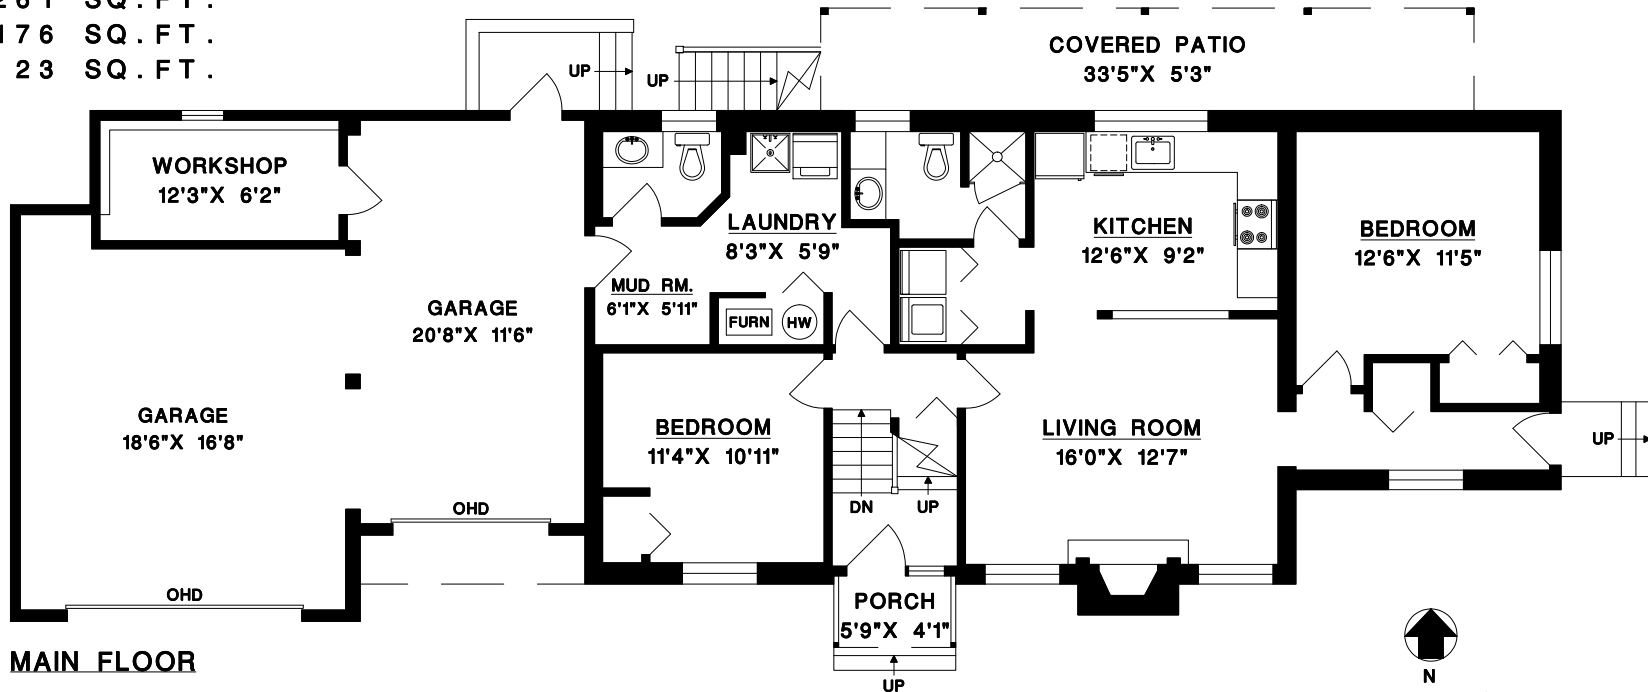 SQ.FT.
176 SQ.FT.
23 SQ.FT.
COVERED PATIO
33'5"X 5'3"
UP
UP
WORKSHOP
12'3"X 6'2"
LAUNDRY
8'3"X 5'9"
KITCHEN
12'6"X 9'2"
BEDROOM
12'6"X 11'5"
MUD RM.
6'1"X 5'11"
GARAGE
20'8"X 11'6"
FURN
HW
GARAGE
18'6"X 16'8"
BEDROOM
11'4"X 10'11"
LIVING ROOM
16'0"X 12'7"
UP
OHD
DN
UP
OHD
PORCH
5'9"X 4'1"
UP
MAIN FLOOR
N